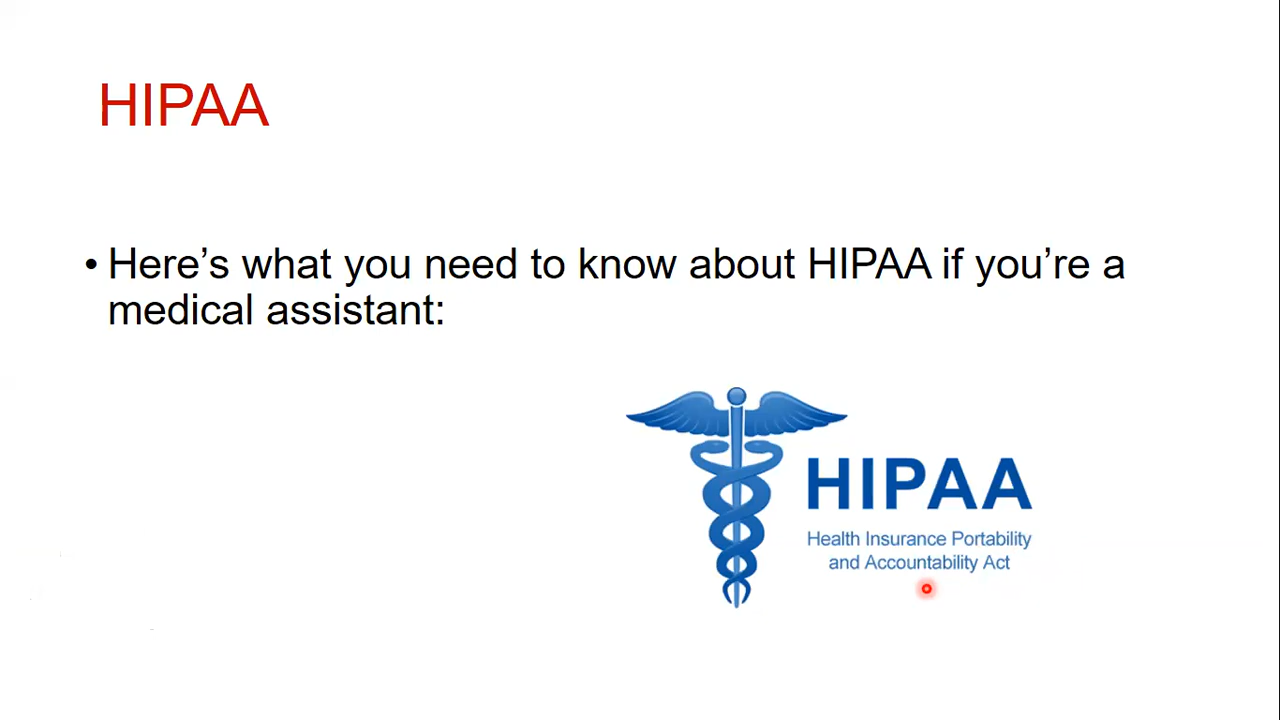 HIPAA
• Here’s what you need to know about HIPAA if you’re a
medical assistant:
HIPAA
Health Insurance Portability
and Accountability Act